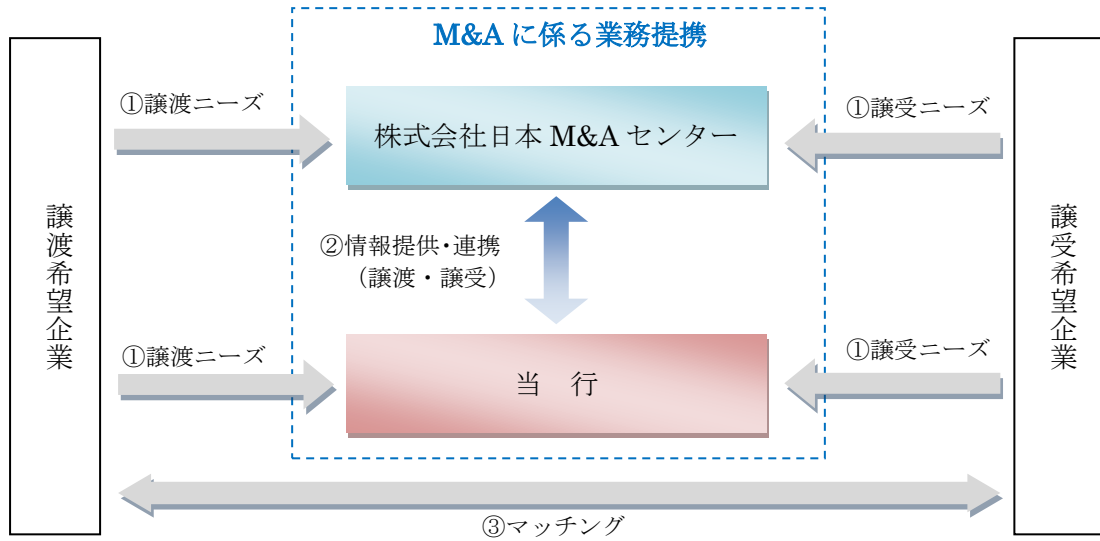 M&A に係る業務提携
①譲渡ニーズ
①譲受ニーズ
株式会社日本 M&A センター
譲渡希望企業
②情報提供・連携
（譲渡・譲受）
譲受希望企業
①譲渡ニーズ
①譲受ニーズ
当　行
③マッチング